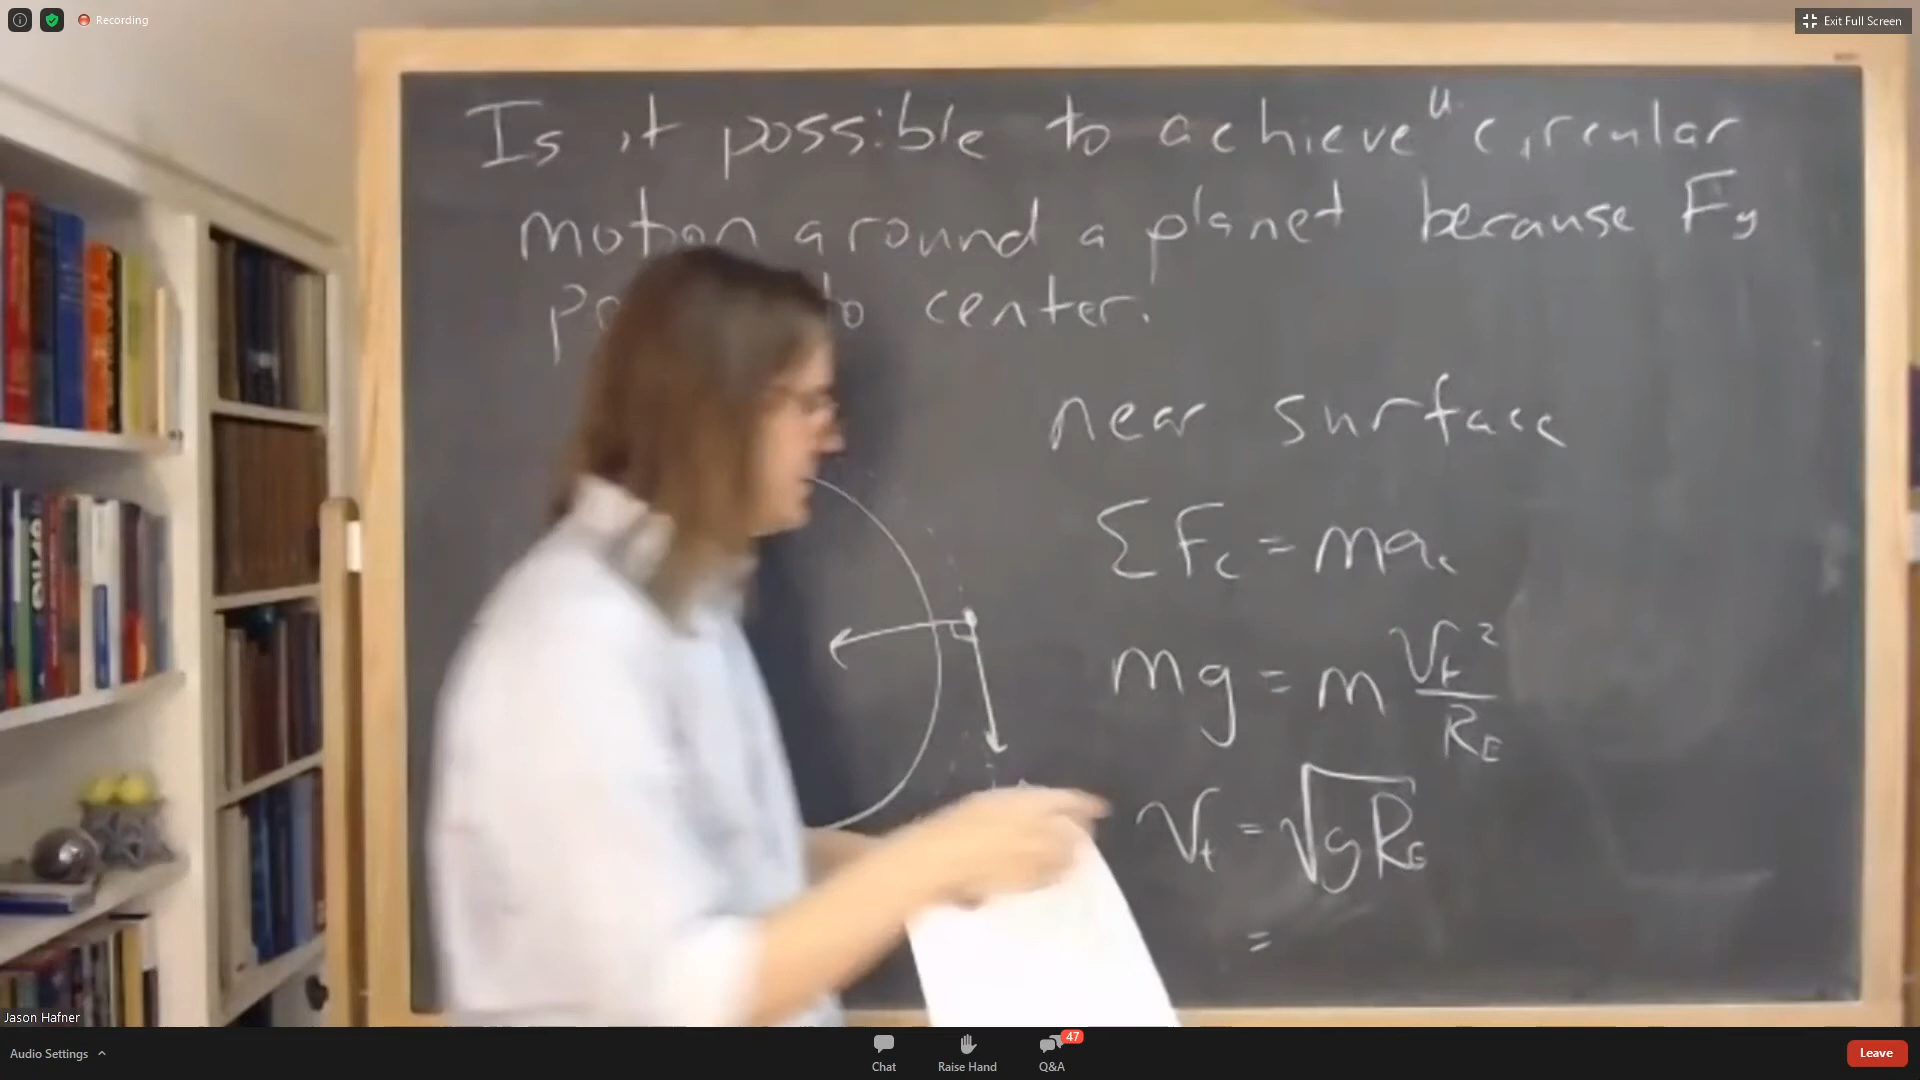 Recording
Exit Full Screen
Is it possible to achieve "circular
motion around a planet because Fg
to center.
near surface
ΣFc = mac
mg = m Vt²/RE
Vt = √gRE
=
Jason Hafner
Audio Settings
Chat
Raise Hand
Q&A
47
Leave